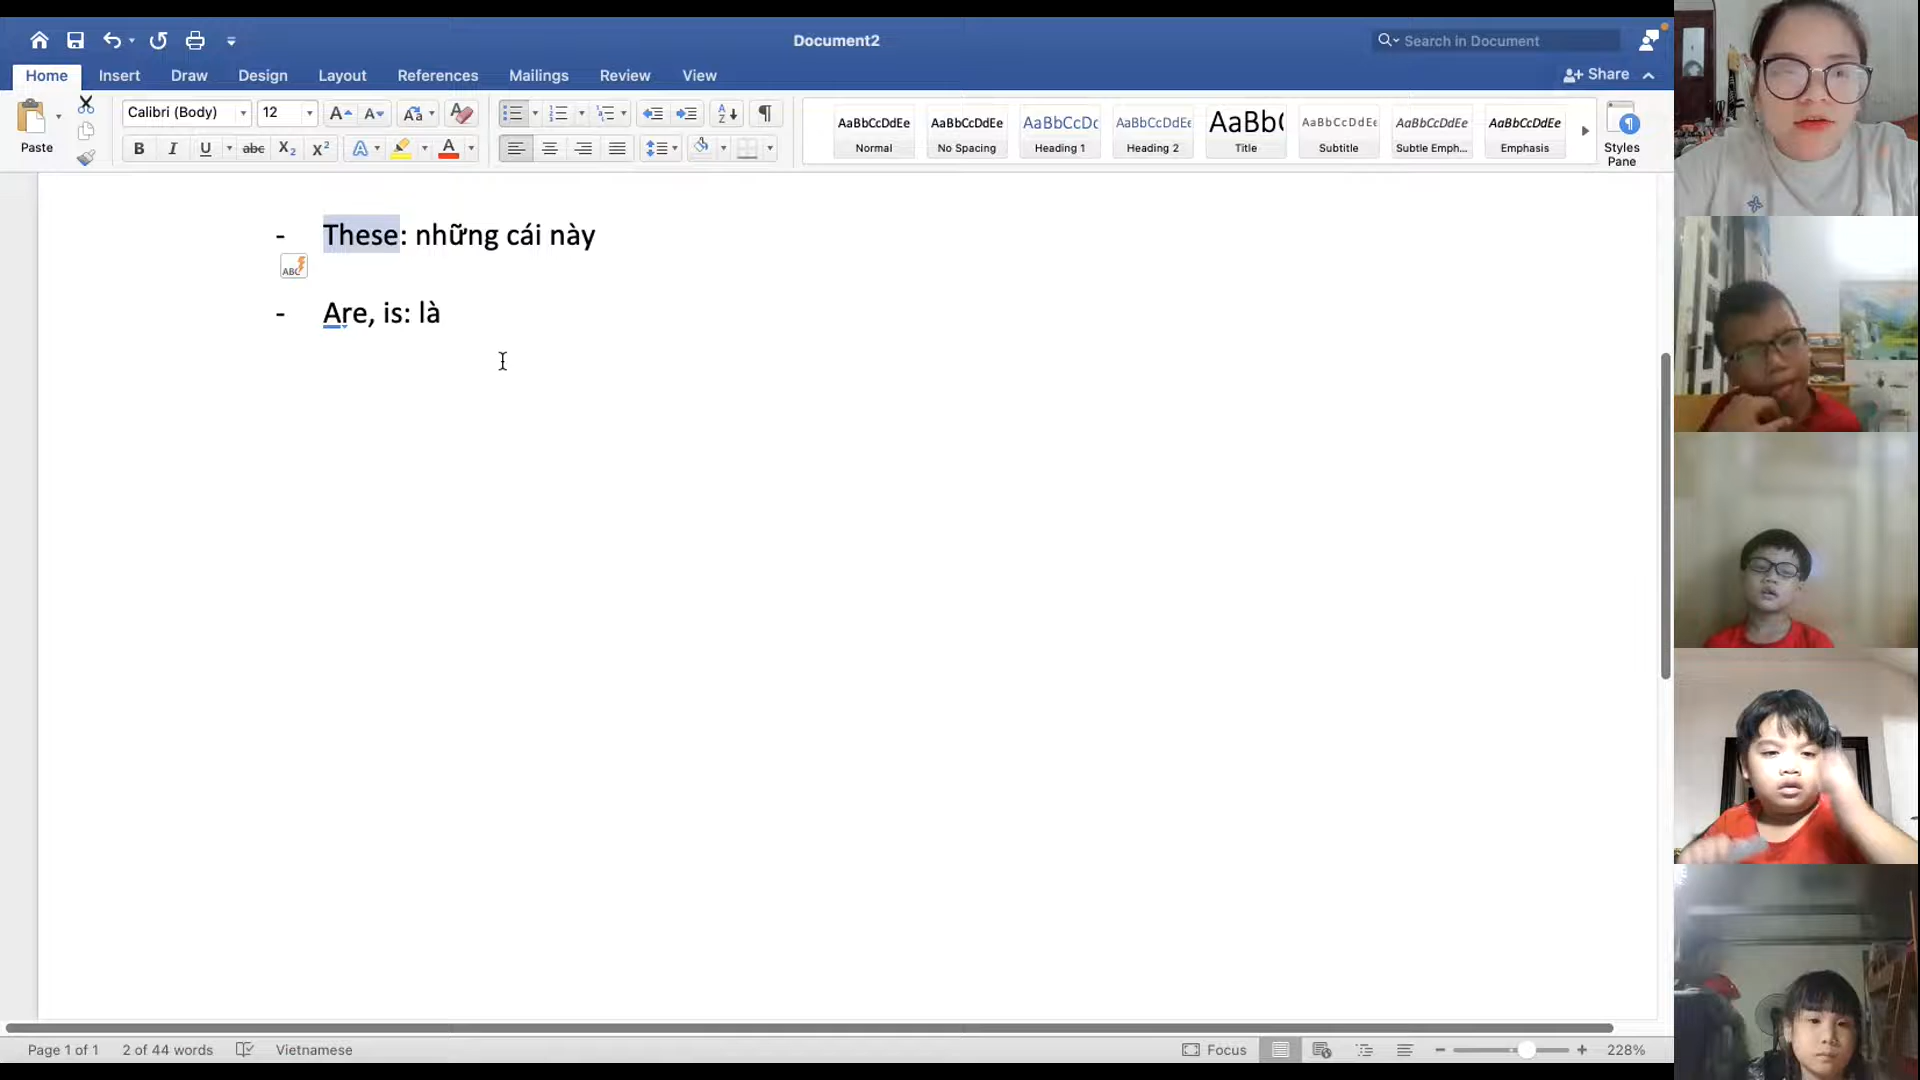 Document2
Search in Document
Home Insert Draw Design Layout References Mailings Review View
Share
Paste
Calibri (Body) 12
AaBbCcDdEe Normal
AaBbCcDdEe No Spacing
AaBbCcDc Heading 1
AaBbCcDdEe Heading 2
AaBb( Title
AaBbCcDdEe Subtitle
AaBbCcDdEe Subtle Emph...
AaBbCcDdEe Emphasis
Styles Pane
- These: những cái này
ABC
- Are, is: là
Page 1 of 1 2 of 44 words Vietnamese Focus 228%